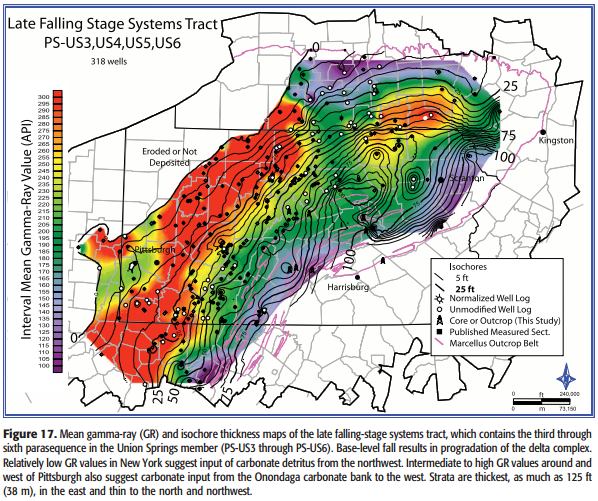 Late Falling Stage Systems Tract
PS-US3,US4,US5,US6
318 wells
0
25
75
100
Kingston
Eroded or Not
Deposited
Scranton
Pittsburgh
100
Harrisburg
0
25
50
Interval Mean Gamma-Ray Value (API)
300
295
290
285
280
275
270
265
260
255
250
245
240
235
230
225
220
215
210
205
200
195
190
185
180
175
170
165
160
155
150
145
140
135
130
125
120
115
110
105
100
Isochores
5 ft
25 ft
Normalized Well Log
Unmodified Well Log
Core or Outcrop (This Study)
Published Measured Sect.
Marcellus Outcrop Belt
0 ft 240,000
0 m 73,150
Figure 17. Mean gamma-ray (GR) and isochore thickness maps of the late falling-stage systems tract, which contains the third through
sixth parasequence in the Union Springs member (PS-US3 through PS-US6). Base-level fall results in progradation of the delta complex.
Relatively low GR values in New York suggest input of carbonate detritus from the northwest. Intermediate to high GR values around and
west of Pittsburgh also suggest carbonate input from the Onondaga carbonate bank to the west. Strata are thickest, as much as 125 ft
(38 m), in the east and thin to the north and northwest.